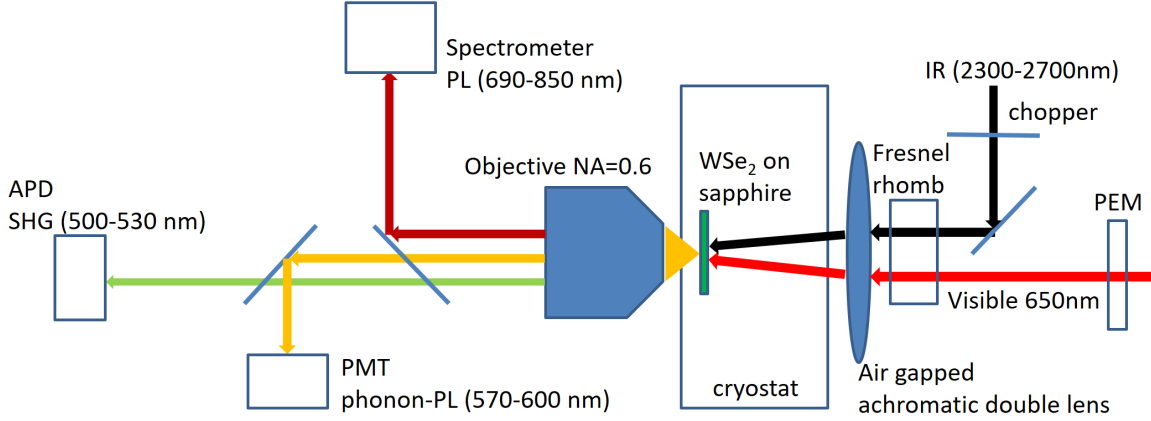 Spectrometer
PL (690-850 nm)
IR (2300-2700nm)
chopper
Objective NA=0.6
WSe₂ on
sapphire
Fresnel
rhomb
APD
SHG (500-530 nm)
PEM
Visible 650nm
PMT
phonon-PL (570-600 nm)
cryostat
Air gapped
achromatic double lens